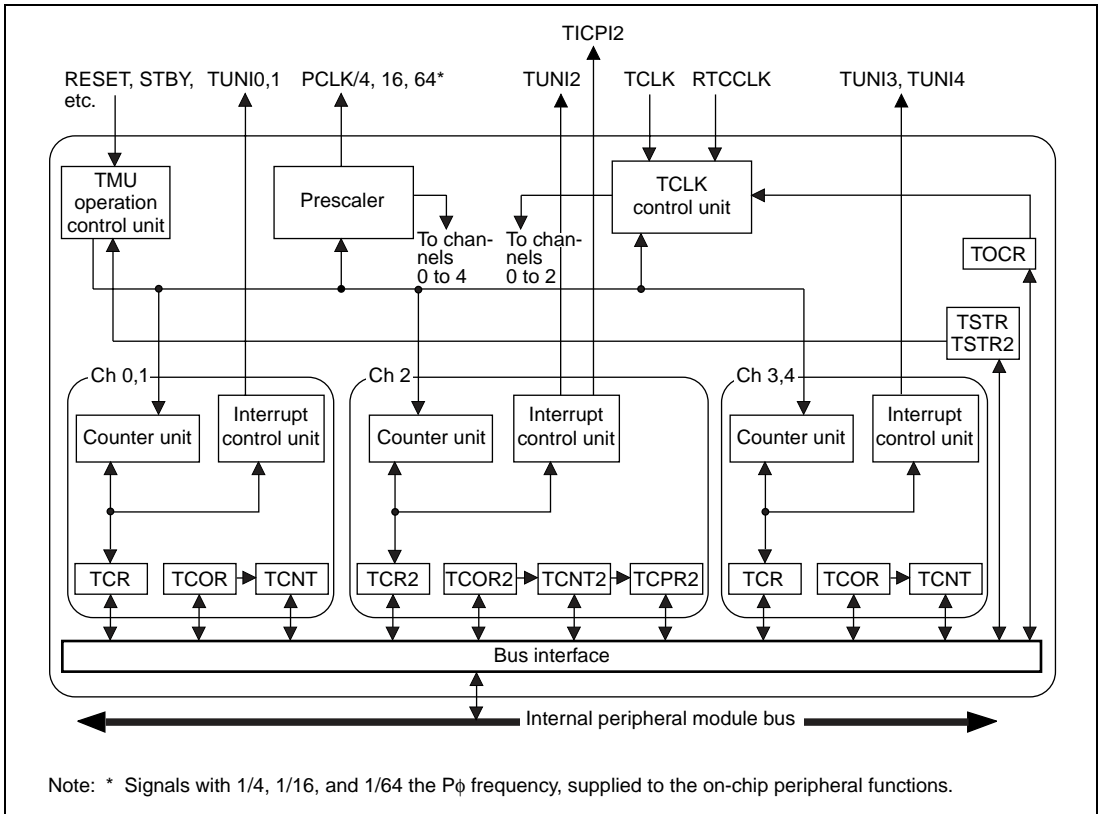 TICPI2
RESET, STBY,
etc.
TUNI0,1
PCLK/4, 16, 64*
TUNI2
TCLK
RTCCLK
TUNI3, TUNI4
TMU
operation
control unit
Prescaler
TCLK
control unit
To chan-
nels
0 to 4
To chan-
nels
0 to 2
TOCR
TSTR
TSTR2
Ch 0,1
Counter unit
Interrupt
control unit
TCR
TCOR
TCNT
Ch 2
Counter unit
Interrupt
control unit
TCR2
TCOR2
TCNT2
TCPR2
Ch 3,4
Counter unit
Interrupt
control unit
TCR
TCOR
TCNT
Bus interface
Internal peripheral module bus
Note: * Signals with 1/4, 1/16, and 1/64 the Pϕ frequency, supplied to the on-chip peripheral functions.